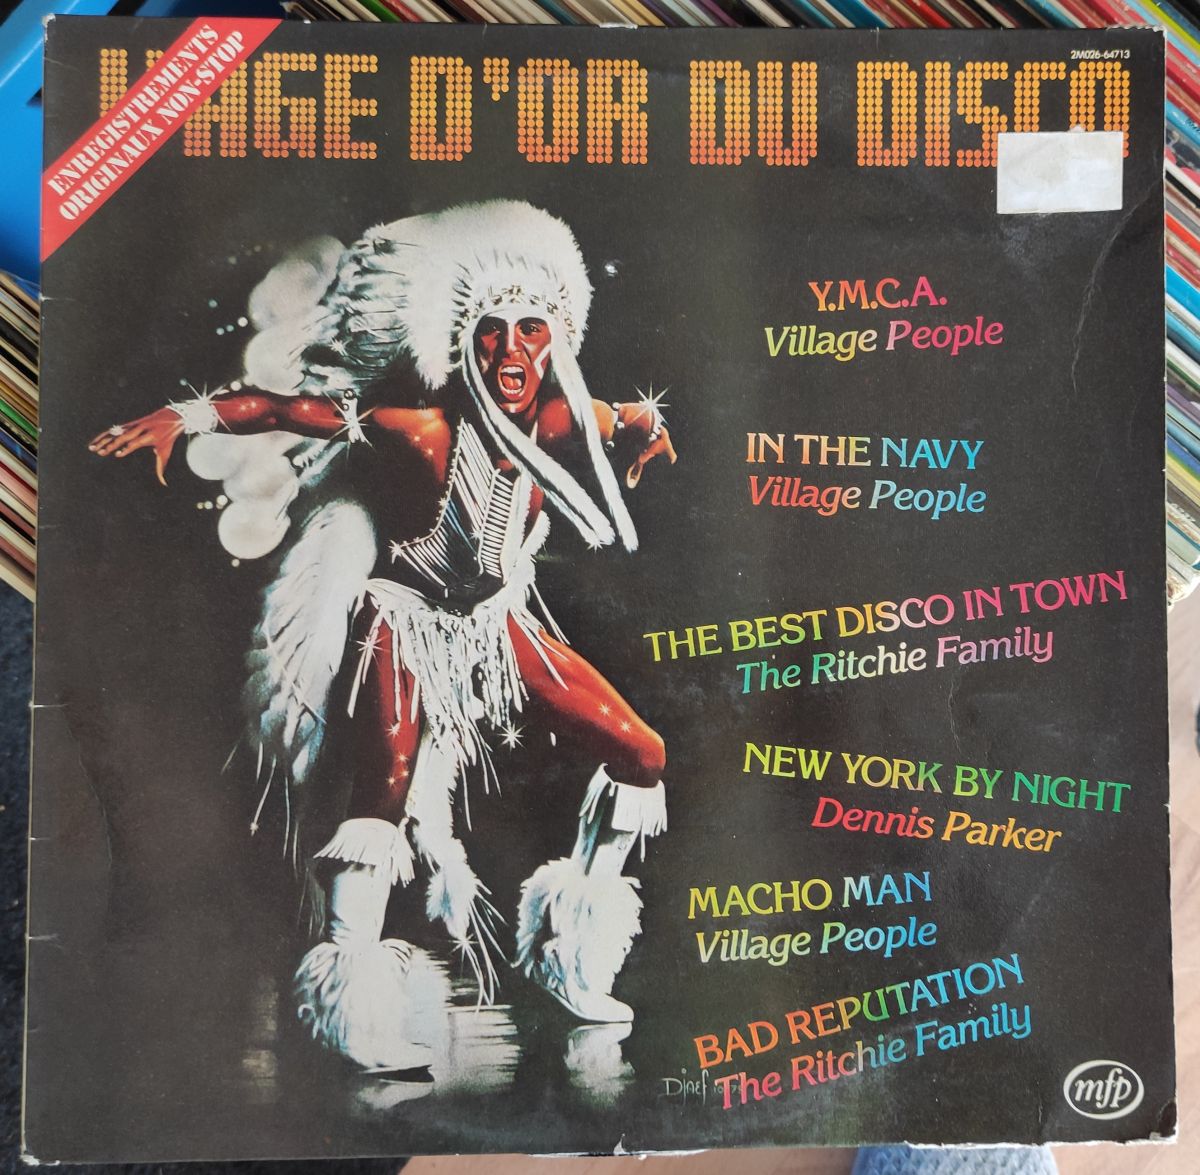 ENREGISTREMENTS
ORIGINAUX NON-STOP
2M026-64713
L'AGE D'OR DU DISCO
Y.M.C.A.
Village People
IN THE NAVY
Village People
THE BEST DISCO IN TOWN
The Ritchie Family
NEW YORK BY NIGHT
Dennis Parker
MACHO MAN
Village People
BAD REPUTATION
The Ritchie Family
Djaef
mfp